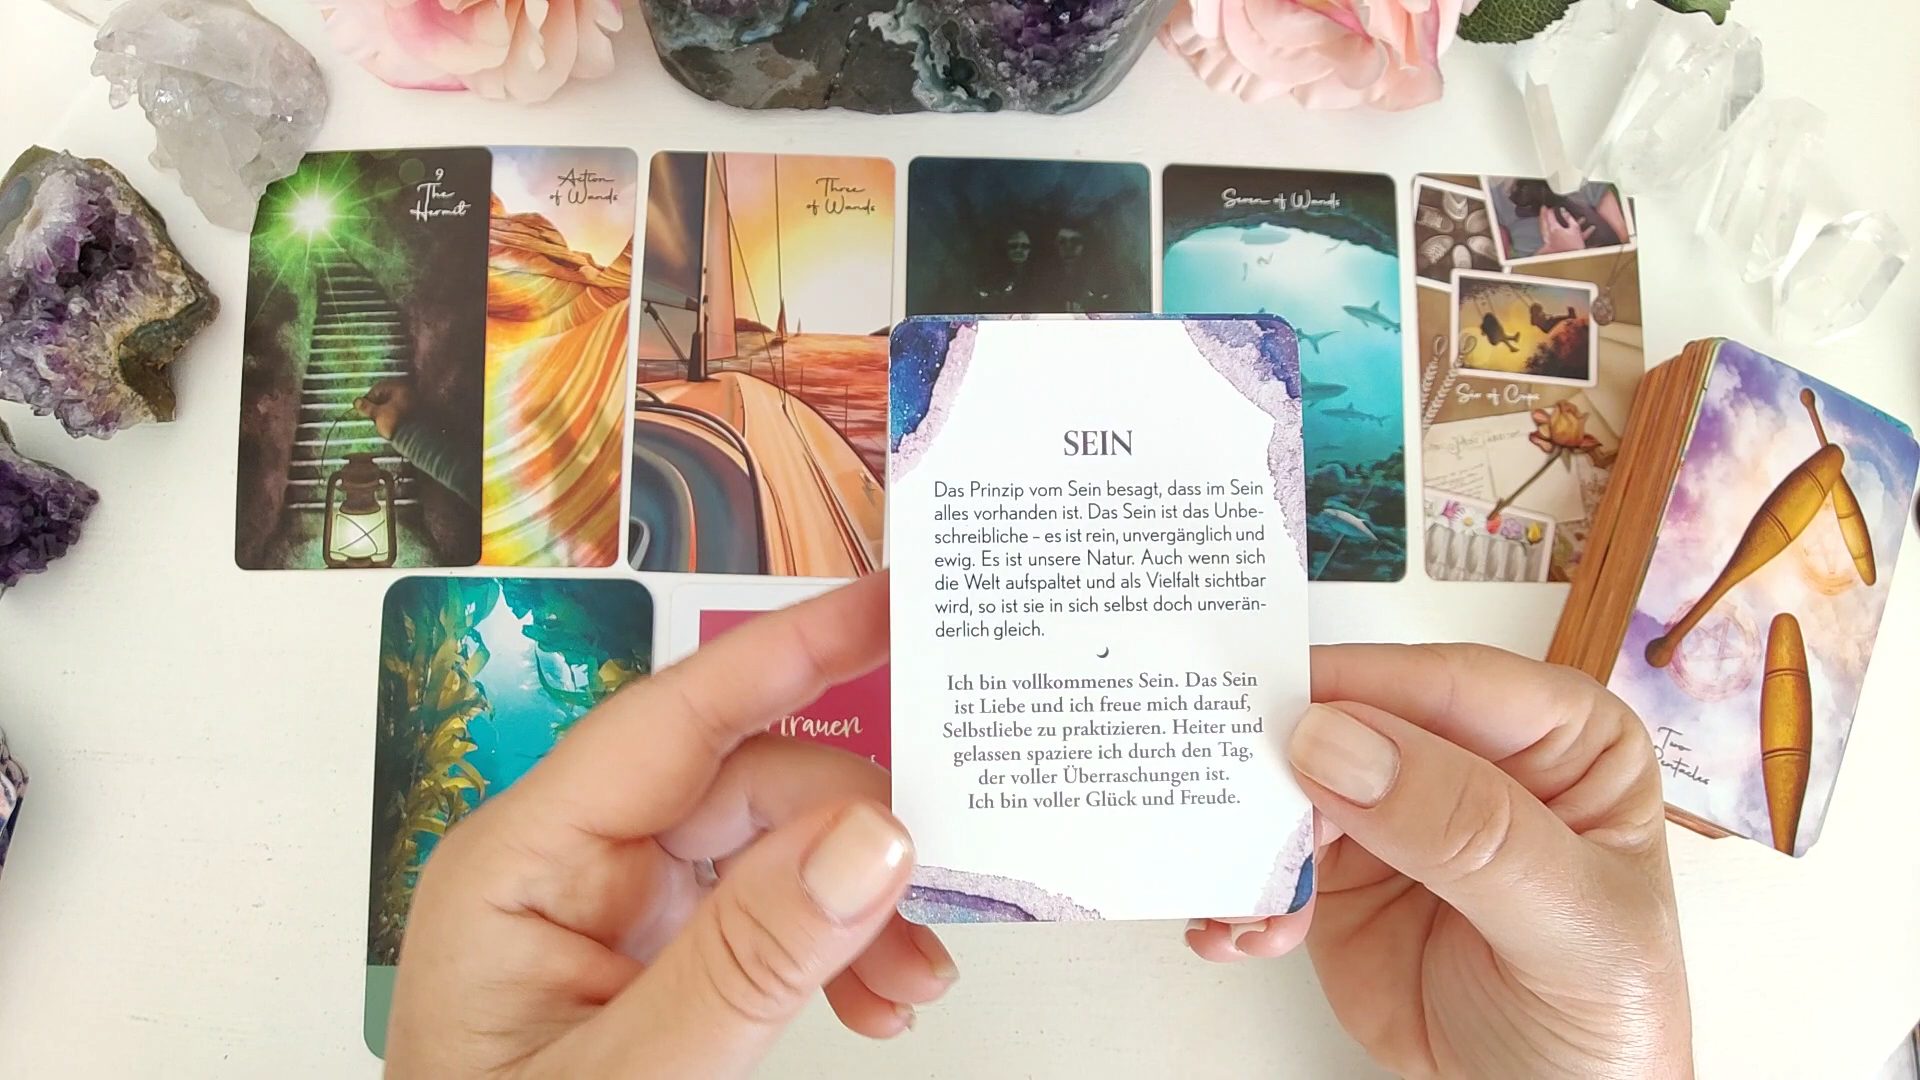 9
The
Hermit
Action
of Wands
Three
of Wands
Seven of Wands
Six of Cups
SEIN
Das Prinzip vom Sein besagt, dass im Sein
alles vorhanden ist. Das Sein ist das Unbe-
schreibliche – es ist rein, unvergänglich und
ewig. Es ist unsere Natur. Auch wenn sich
die Welt aufspaltet und als Vielfalt sichtbar
wird, so ist sie in sich selbst doch unverän-
derlich gleich.
Ich bin vollkommenes Sein. Das Sein
ist Liebe und ich freue mich darauf,
Selbstliebe zu praktizieren. Heiter und
gelassen spaziere ich durch den Tag,
der voller Überraschungen ist.
Ich bin voller Glück und Freude.
trauen
Two
Pentacles